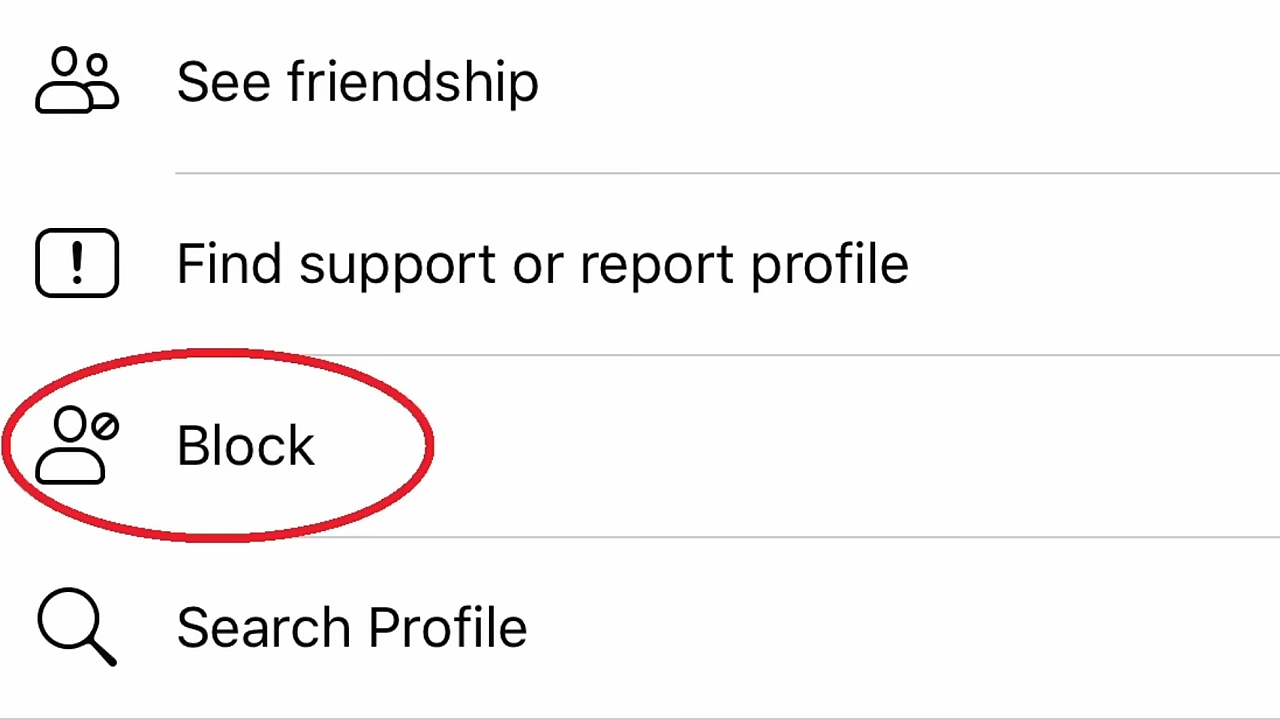 See friendship
Find support or report profile
Block
Search Profile